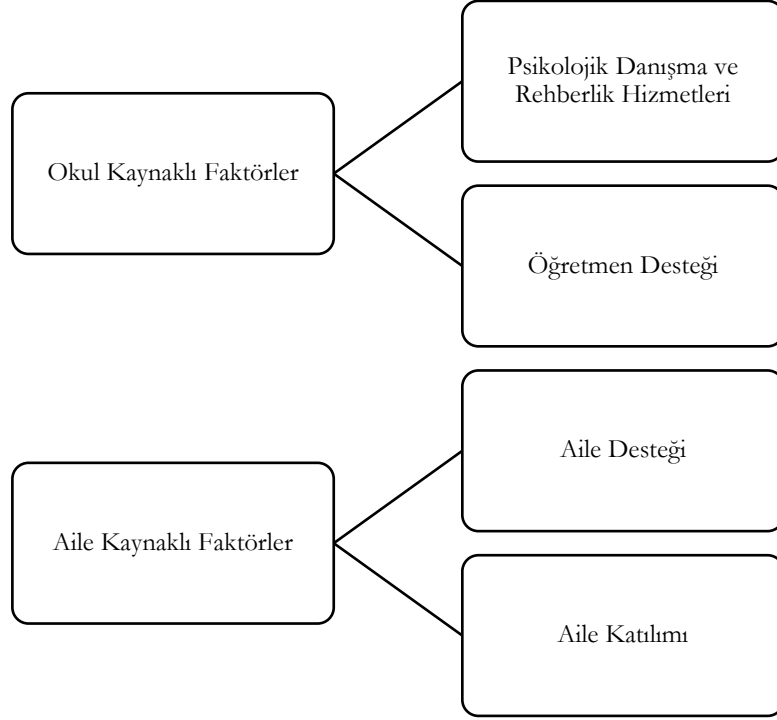 Okul Kaynaklı Faktörler
Psikolojik Danışma ve
Rehberlik Hizmetleri
Öğretmen Desteği
Aile Kaynaklı Faktörler
Aile Desteği
Aile Katılımı